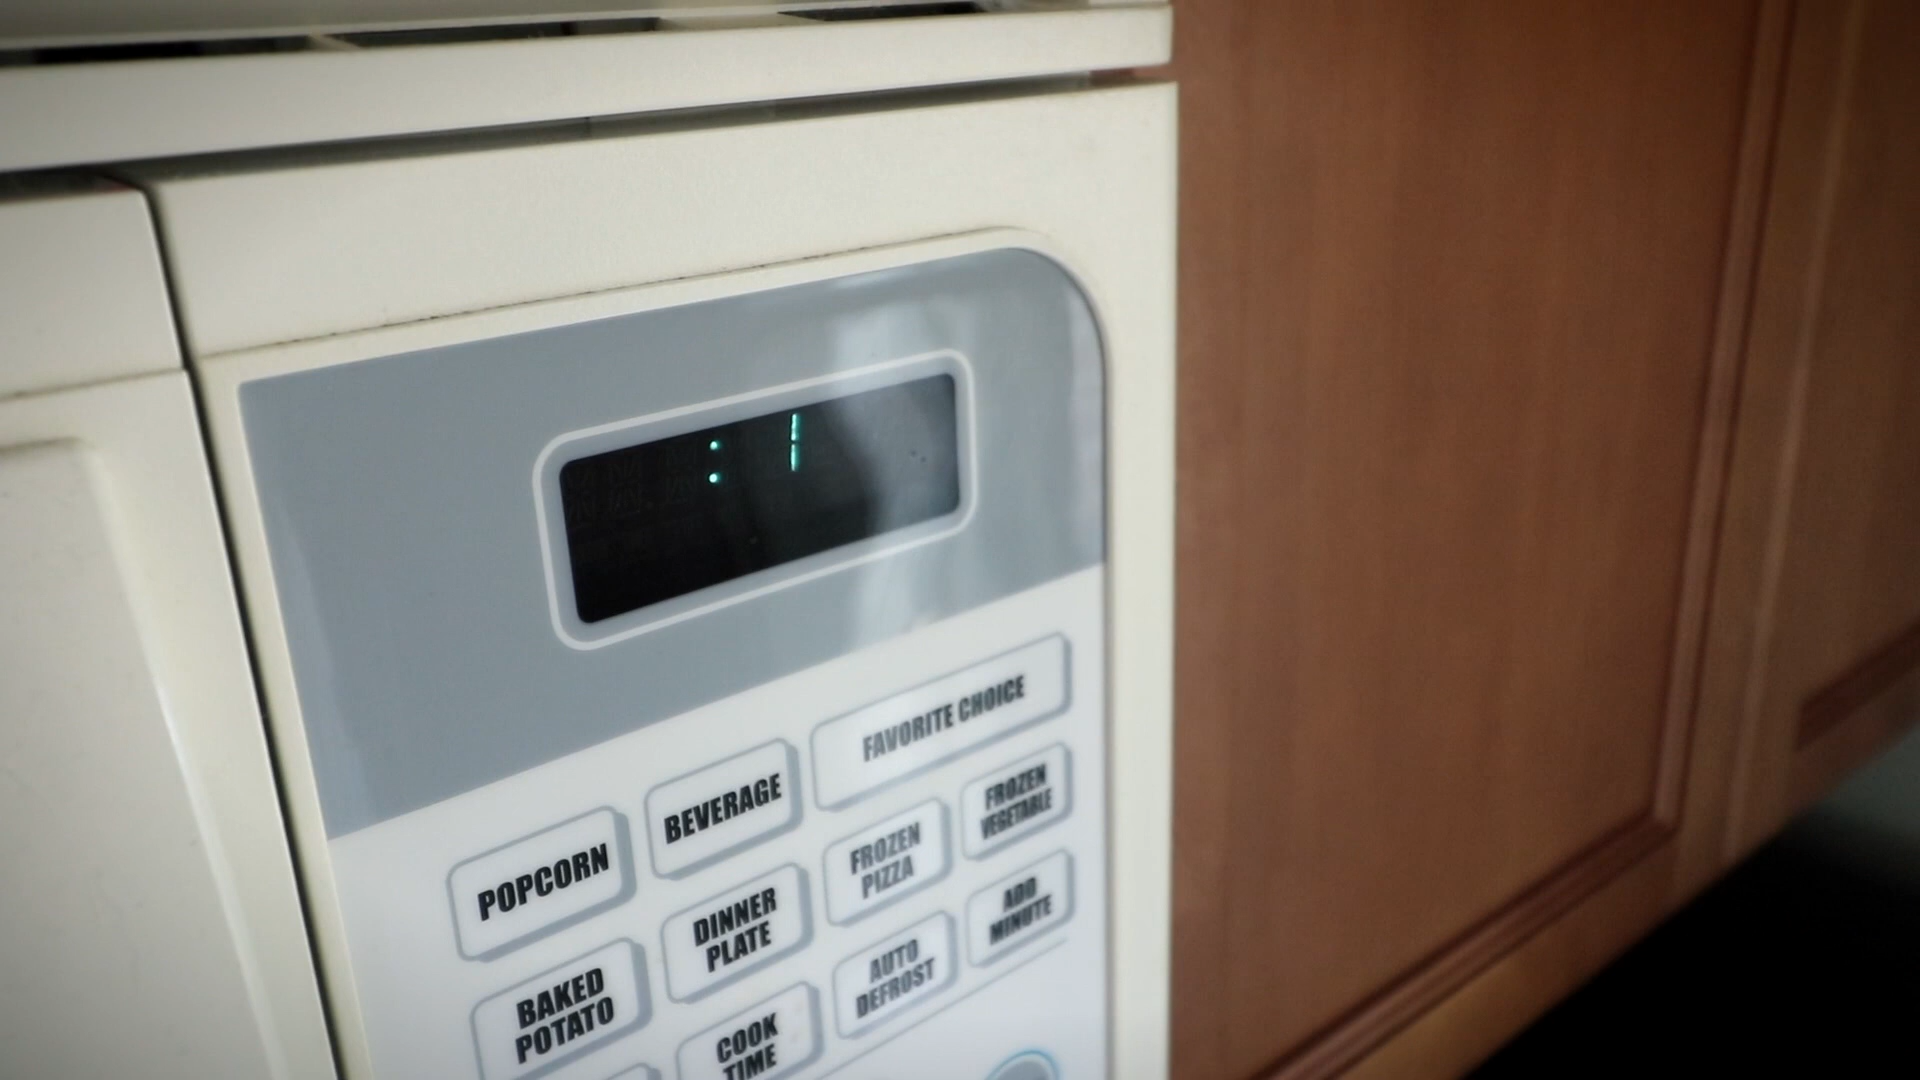 : 1
FAVORITE CHOICE
POPCORN
BEVERAGE
FROZEN
PIZZA
FROZEN
VEGETABLE
BAKED
POTATO
DINNER
PLATE
AUTO
DEFROST
ADD
MINUTE
COOK
TIME